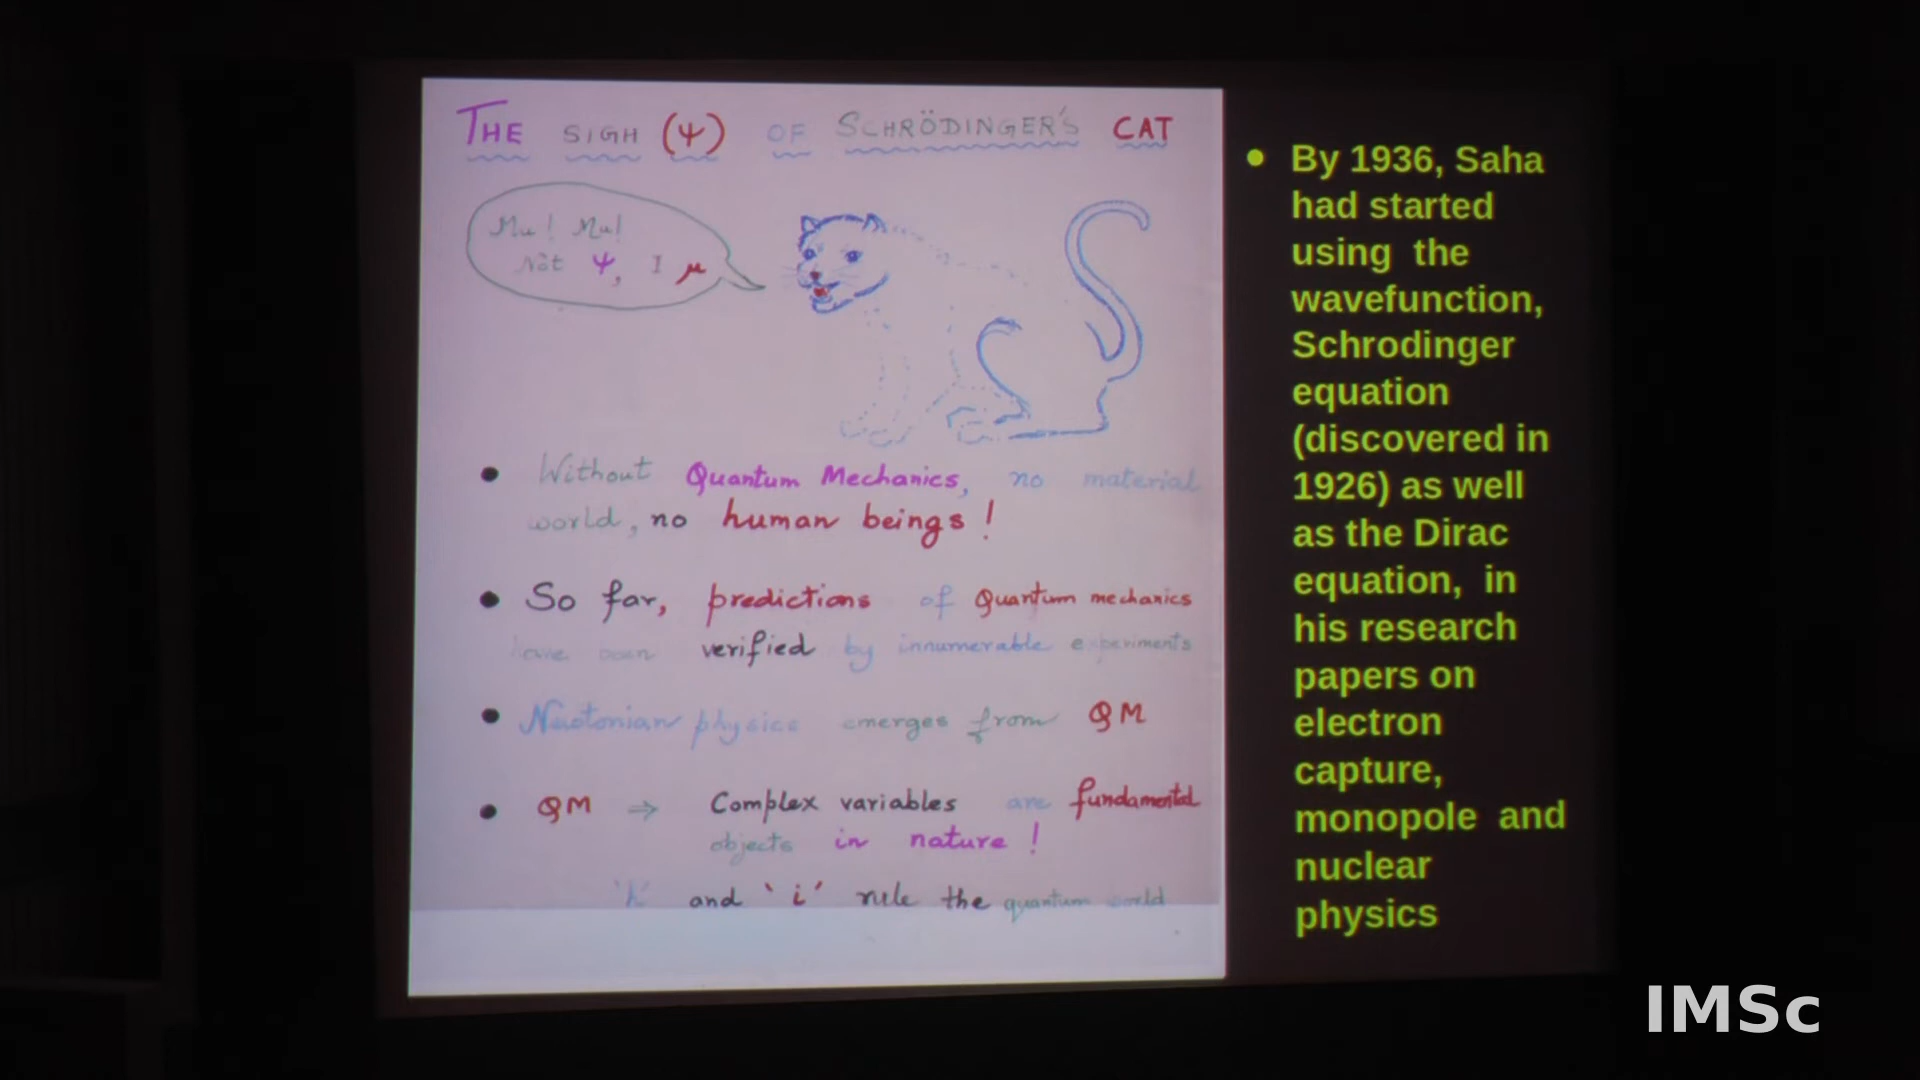 THE SIGH (Ψ) OF SCHRÖDINGER'S CAT
Mu! Mu!
Not Ψ, I μ
• Without Quantum Mechanics, no material
world, no human beings!
• So far, predictions of Quantum mechanics
have been verified by innumerable experiments
• Newtonian physics emerges from QM
• QM ⇒ Complex variables are fundamental
objects in nature!
and 'i' rule the quantum world
• By 1936, Saha
had started
using the
wavefunction,
Schrodinger
equation
(discovered in
1926) as well
as the Dirac
equation, in
his research
papers on
electron
capture,
monopole and
nuclear
physics
IMSc